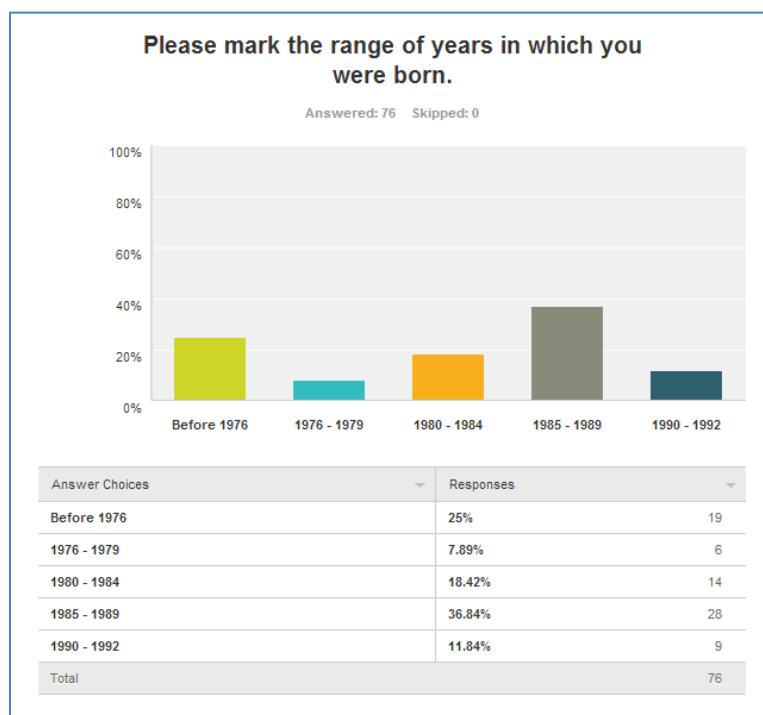 Please mark the range of years in which you
were born.
Answered: 76 Skipped: 0
100%
80%
60%
40%
20%
0%
Before 1976 1976 - 1979 1980 - 1984 1985 - 1989 1990 - 1992
Answer Choices Responses
Before 1976 25% 19
1976 - 1979 7.89% 6
1980 - 1984 18.42% 14
1985 - 1989 36.84% 28
1990 - 1992 11.84% 9
Total 76